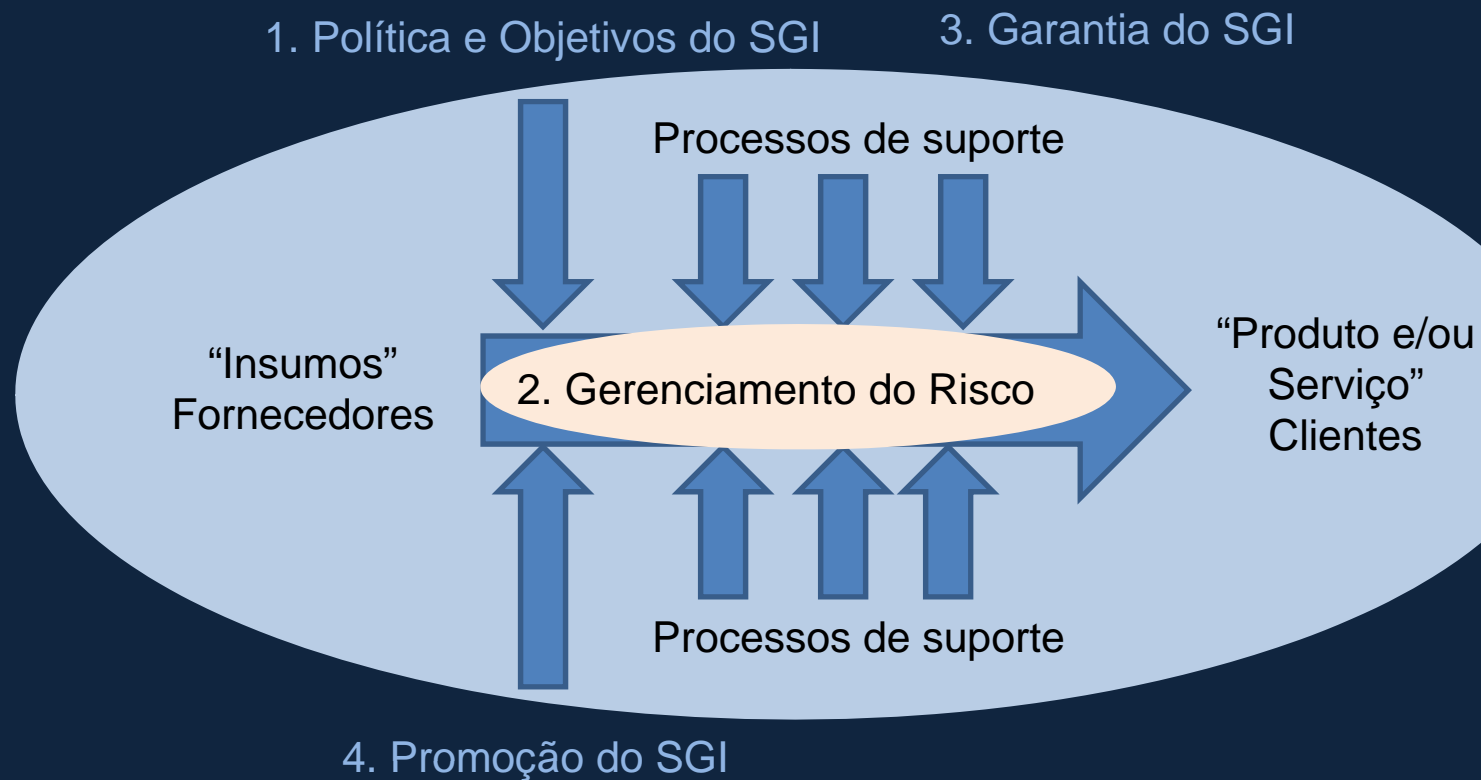 1. Política e Objetivos do SGI
3. Garantia do SGI
Processos de suporte
“Insumos”
Fornecedores
2. Gerenciamento do Risco
“Produto e/ou
Serviço”
Clientes
Processos de suporte
4. Promoção do SGI